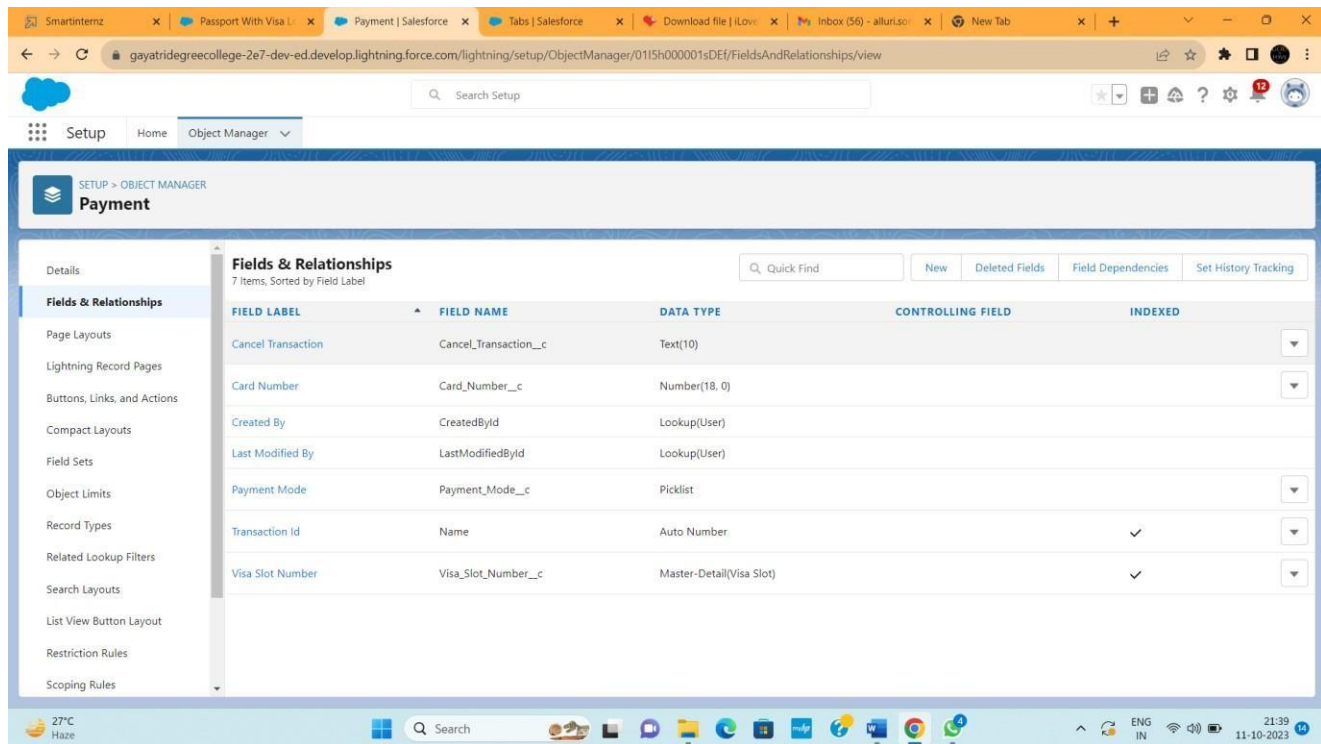 Smartinternz
Passport With Visa Lo
Payment | Salesforce
Tabs | Salesforce
Download file | iLove
Inbox (56) - alluri.sor
New Tab
gayatridegreecollege-2e7-dev-ed.develop.lightning.force.com/lightning/setup/ObjectManager/01I5h000001sDEf/FieldsAndRelationships/view
Search Setup
12
Setup
Home
Object Manager
SETUP > OBJECT MANAGER
Payment
Details
Fields & Relationships
Page Layouts
Lightning Record Pages
Buttons, Links, and Actions
Compact Layouts
Field Sets
Object Limits
Record Types
Related Lookup Filters
Search Layouts
List View Button Layout
Restriction Rules
Scoping Rules
Fields & Relationships
7 Items, Sorted by Field Label
Quick Find
New
Deleted Fields
Field Dependencies
Set History Tracking
FIELD LABEL FIELD NAME DATA TYPE CONTROLLING FIELD INDEXED
Cancel Transaction Cancel_Transaction__c Text(10)
Card Number Card_Number__c Number(18, 0)
Created By CreatedById Lookup(User)
Last Modified By LastModifiedById Lookup(User)
Payment Mode Payment_Mode__c Picklist
Transaction Id Name Auto Number
Visa Slot Number Visa_Slot_Number__c Master-Detail(Visa Slot)
27°C
Haze
Search
4
ENG
IN
21:39
11-10-2023
14